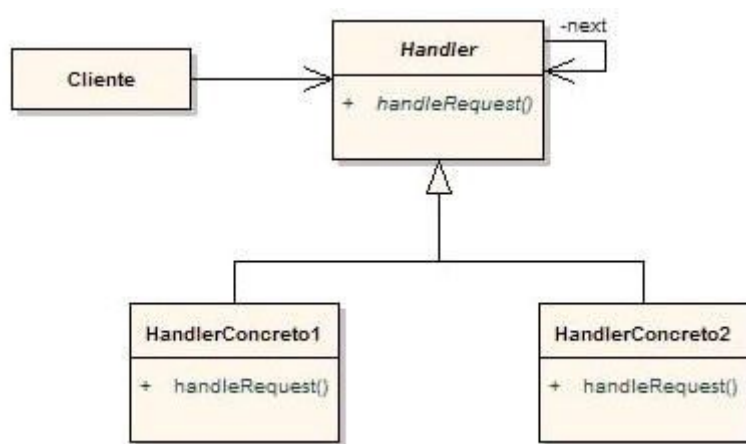 -next
Handler
Cliente
+ handleRequest()
HandlerConcreto1
HandlerConcreto2
+ handleRequest()
+ handleRequest()